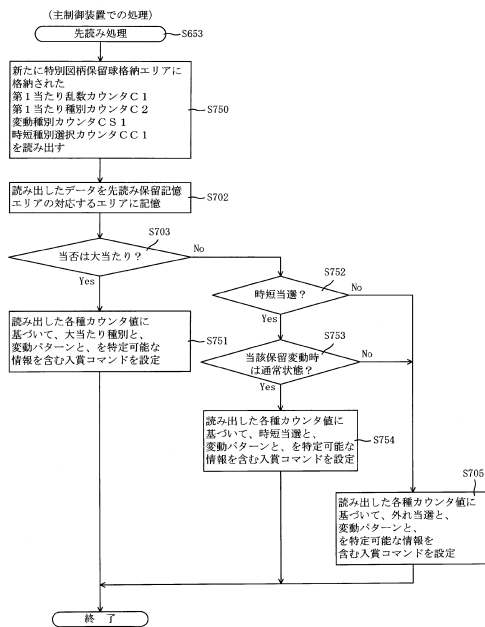 （主制御装置での処理）
先読み処理
S653
新たに特別図柄保留球格納エリアに
格納された
第１当たり乱数カウンタＣ１
第１当たり種別カウンタＣ２
変動種別カウンタＣＳ１
時短種別選択カウンタＣＣ１
を読み出す
S750
読み出したデータを先読み保留記憶
エリアの対応するエリアに記憶
S702
当否は大当たり？
S703
No
Yes
時短当選？
S752
No
Yes
読み出した各種カウンタ値に
基づいて、大当たり種別と、
変動パターンと、を特定可能な
情報を含む入賞コマンドを設定
S751
当該保留変動時
は通常状態？
S753
No
Yes
読み出した各種カウンタ値に
基づいて、時短当選と、
変動パターンと、を特定可能な
情報を含む入賞コマンドを設定
S754
S705
読み出した各種カウンタ値に
基づいて、外れ当選と、
変動パターンと、
を特定可能な情報を
含む入賞コマンドを設定
終 了